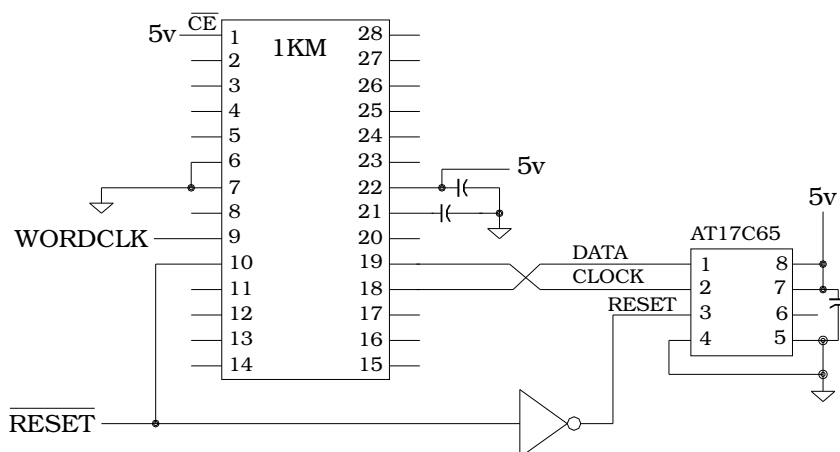 5v
CE
1KM
1 28
2 27
3 26
4 25
5 24
6 23
7 22
8 21
9 20
10 19
11 18
12 17
13 16
14 15
5v
WORDCLK
RESET
DATA
CLOCK
RESET
5v
AT17C65
1 8
2 7
3 6
4 5